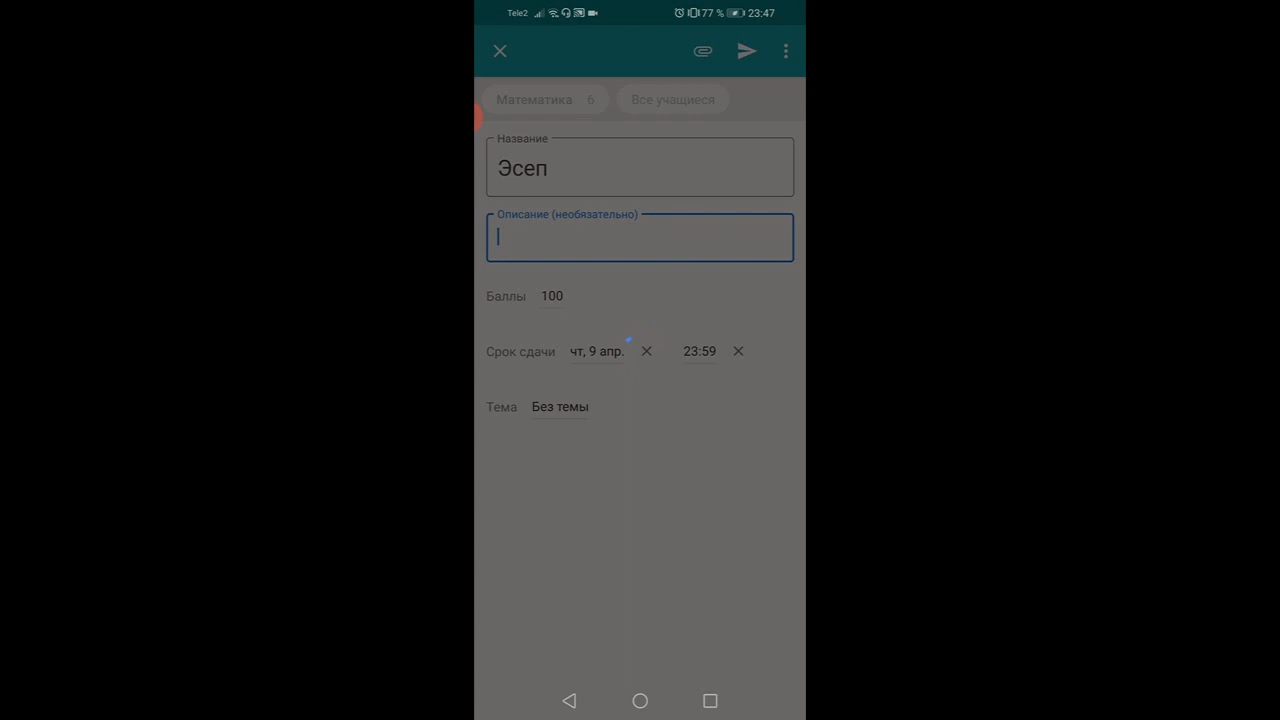 Tele2 77 % 23:47
Математика 6 Все учащиеся
Название
Эсеп
Описание (необязательно)
Баллы 100
Срок сдачи чт, 9 апр. 23:59
Тема Без темы